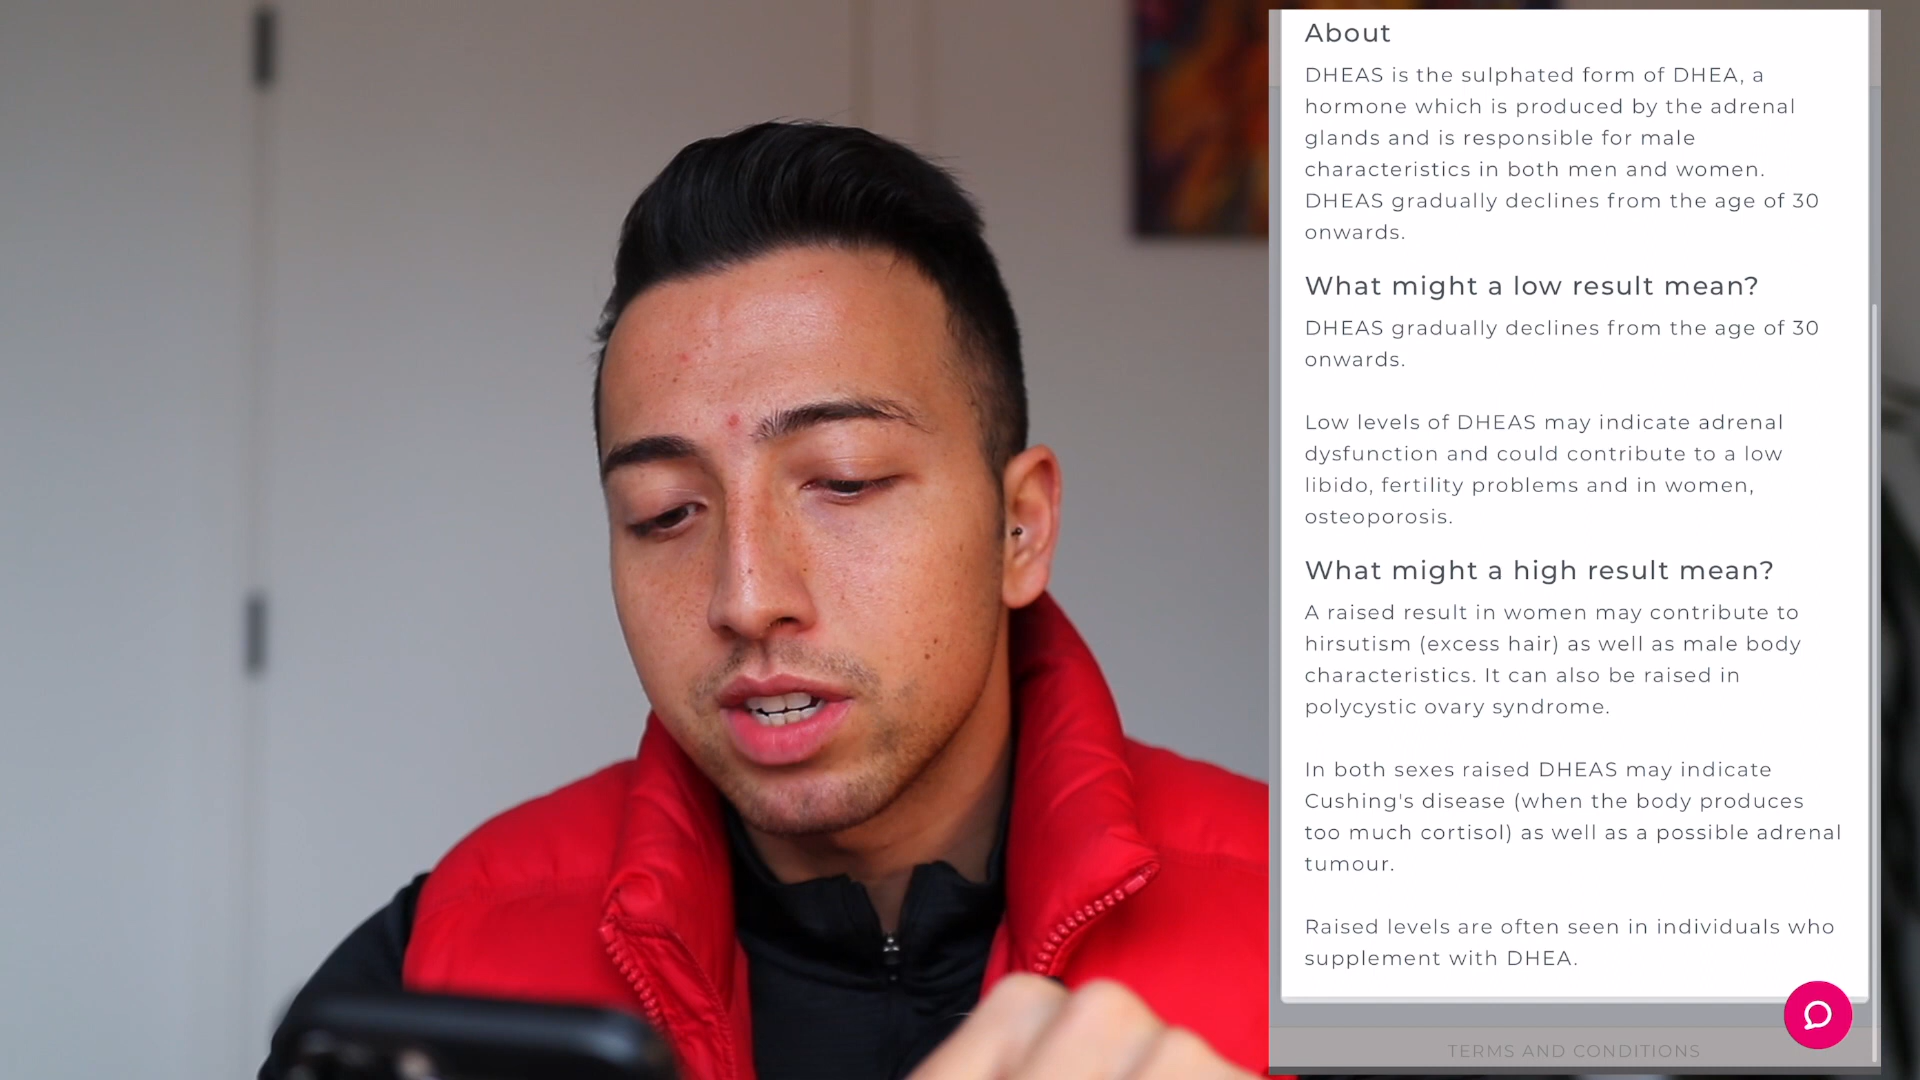 About
DHEAS is the sulphated form of DHEA, a
hormone which is produced by the adrenal
glands and is responsible for male
characteristics in both men and women.
DHEAS gradually declines from the age of 30
onwards.
What might a low result mean?
DHEAS gradually declines from the age of 30
onwards.
Low levels of DHEAS may indicate adrenal
dysfunction and could contribute to a low
libido, fertility problems and in women,
osteoporosis.
What might a high result mean?
A raised result in women may contribute to
hirsutism (excess hair) as well as male body
characteristics. It can also be raised in
polycystic ovary syndrome.
In both sexes raised DHEAS may indicate
Cushing's disease (when the body produces
too much cortisol) as well as a possible adrenal
tumour.
Raised levels are often seen in individuals who
supplement with DHEA.
TERMS AND CONDITIONS